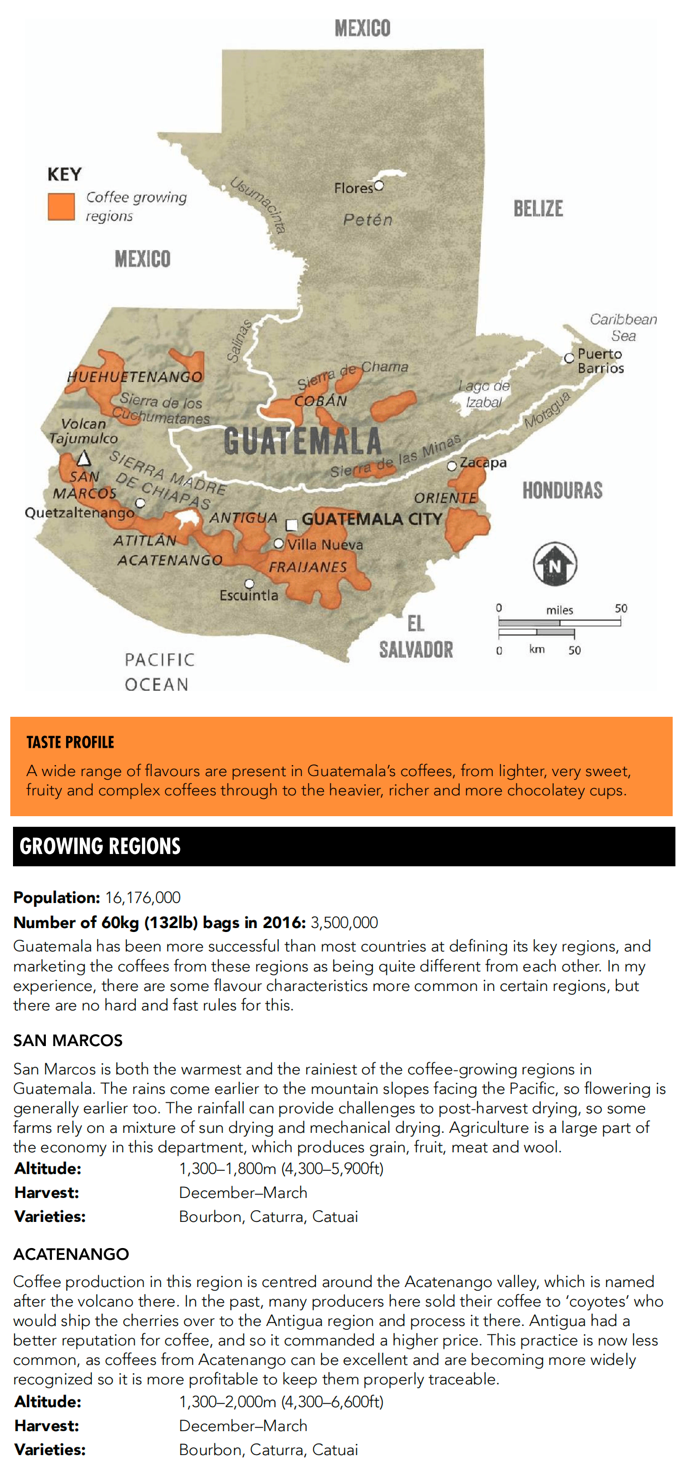 MEXICO
KEY
Coffee growing
regions
Usumacinta
Flores
Petén
BELIZE
MEXICO
Salinas
Caribbean
Sea
Puerto
Barrios
HUEHUETENANGO
Sierra de los
Cuchumatanes
Sierra de Chama
COBÁN
Lago de
Izabal
Motagua
Volcan
Tajumulco
GUATEMALA
Sierra de las Minas
Zacapa
SAN
MARCOS
SIERRA MADRE
DE CHIAPAS
HONDURAS
ORIENTE
Quetzaltenango
ANTIGUA
GUATEMALA CITY
ATITLÁN
Villa Nueva
ACATENANGO
FRAIJANES
N
Escuintla
0 miles 50
0 km 50
EL
SALVADOR
PACIFIC
OCEAN
TASTE PROFILE
A wide range of flavours are present in Guatemala’s coffees, from lighter, very sweet,
fruity and complex coffees through to the heavier, richer and more chocolatey cups.
GROWING REGIONS
Population: 16,176,000
Number of 60kg (132lb) bags in 2016: 3,500,000
Guatemala has been more successful than most countries at defining its key regions, and
marketing the coffees from these regions as being quite different from each other. In my
experience, there are some flavour characteristics more common in certain regions, but
there are no hard and fast rules for this.
SAN MARCOS
San Marcos is both the warmest and the rainiest of the coffee-growing regions in
Guatemala. The rains come earlier to the mountain slopes facing the Pacific, so flowering is
generally earlier too. The rainfall can provide challenges to post-harvest drying, so some
farms rely on a mixture of sun drying and mechanical drying. Agriculture is a large part of
the economy in this department, which produces grain, fruit, meat and wool.
Altitude: 1,300–1,800m (4,300–5,900ft)
Harvest: December–March
Varieties: Bourbon, Caturra, Catuai
ACATENANGO
Coffee production in this region is centred around the Acatenango valley, which is named
after the volcano there. In the past, many producers here sold their coffee to ‘coyotes’ who
would ship the cherries over to the Antigua region and process it there. Antigua had a
better reputation for coffee, and so it commanded a higher price. This practice is now less
common, as coffees from Acatenango can be excellent and are becoming more widely
recognized so it is more profitable to keep them properly traceable.
Altitude: 1,300–2,000m (4,300–6,600ft)
Harvest: December–March
Varieties: Bourbon, Caturra, Catuai